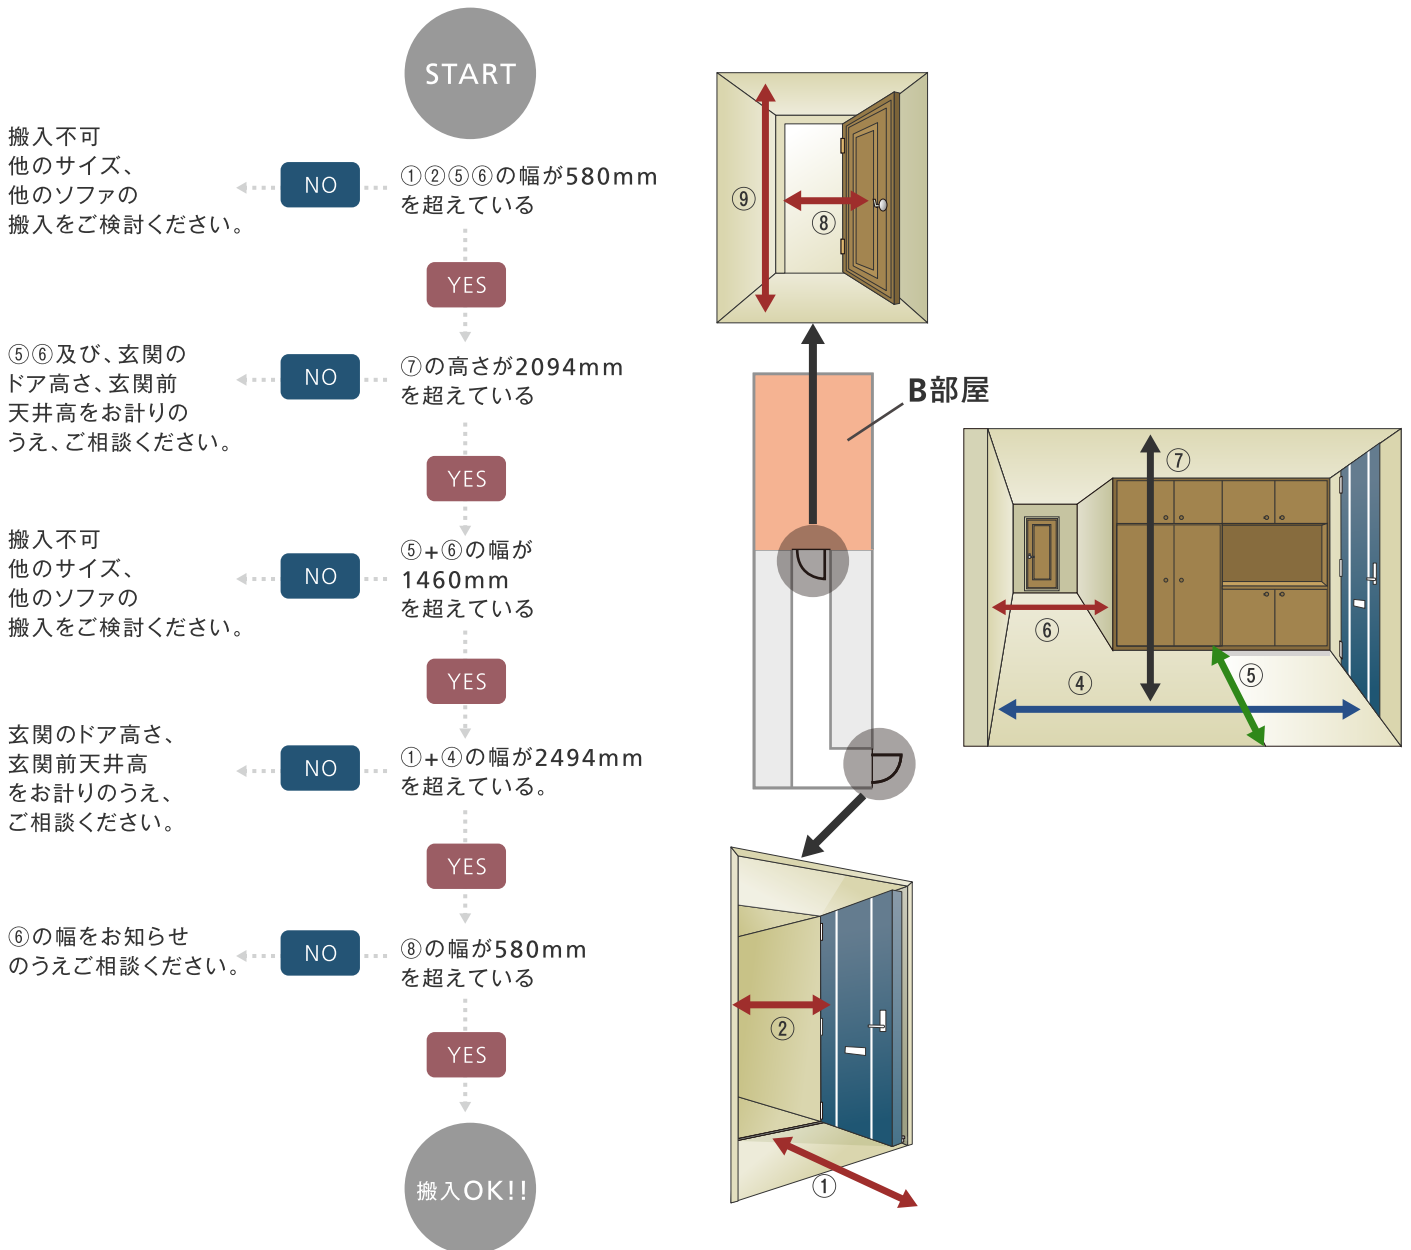 START
①②⑤⑥の幅が580mm
を超えている
NO
搬入不可
他のサイズ、
他のソファの
搬入をご検討ください。
YES
⑦の高さが2094mm
を超えている
NO
⑤⑥及び、玄関の
ドア高さ、玄関前
天井高をお計りの
うえ、ご相談ください。
YES
⑤+⑥の幅が
1460mm
を超えている
NO
搬入不可
他のサイズ、
他のソファの
搬入をご検討ください。
YES
①+④の幅が2494mm
を超えている。
NO
玄関のドア高さ、
玄関前天井高
をお計りのうえ、
ご相談ください。
YES
⑧の幅が580mm
を超えている
NO
⑥の幅をお知らせ
のうえご相談ください。
YES
搬入OK!!
⑨
⑧
B部屋
⑦
⑥
⑤
④
②
①